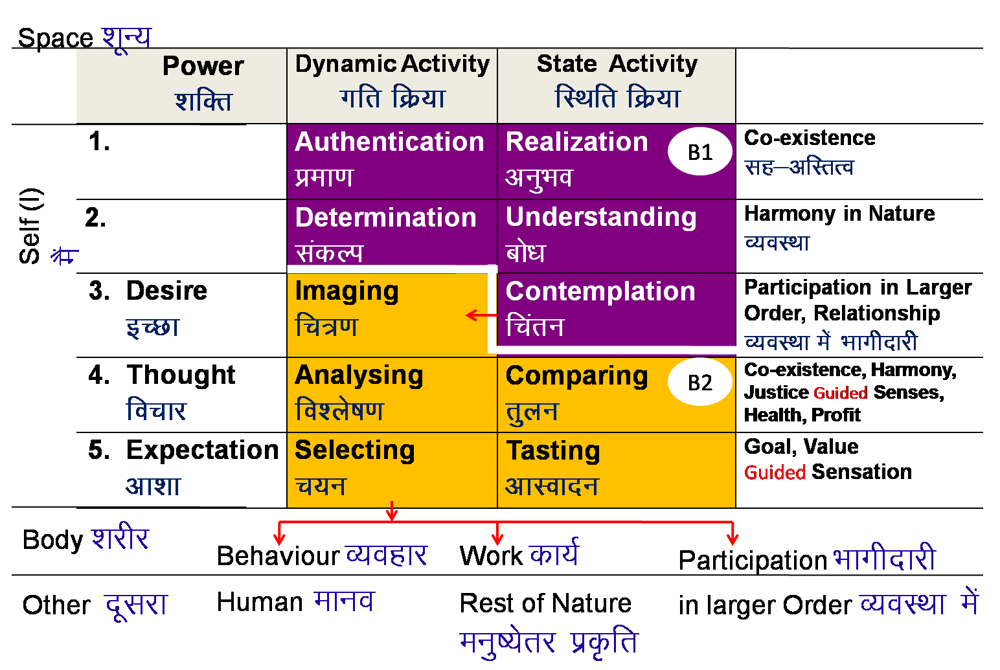 Space शून्य
Power
शक्ति
Dynamic Activity
गति क्रिया
State Activity
स्थिति क्रिया
Self (I)
मैं
1.
Authentication
प्रमाण
Realization
अनुभव
B1
Co-existence
सह–अस्तित्व
2.
Determination
संकल्प
Understanding
बोध
Harmony in Nature
व्यवस्था
3. Desire
इच्छा
Imaging
चित्रण
Contemplation
चिंतन
Participation in Larger
Order, Relationship
व्यवस्था में भागीदारी
4. Thought
विचार
Analysing
विश्लेषण
Comparing
तुलन
B2
Co-existence, Harmony,
Justice Guided Senses,
Health, Profit
5. Expectation
आशा
Selecting
चयन
Tasting
आस्वादन
Goal, Value
Guided Sensation
Body शरीर
Behaviour व्यवहार
Work कार्य
Participation भागीदारी
Other दूसरा
Human मानव
Rest of Nature
मनुष्येतर प्रकृति
in larger Order व्यवस्था में